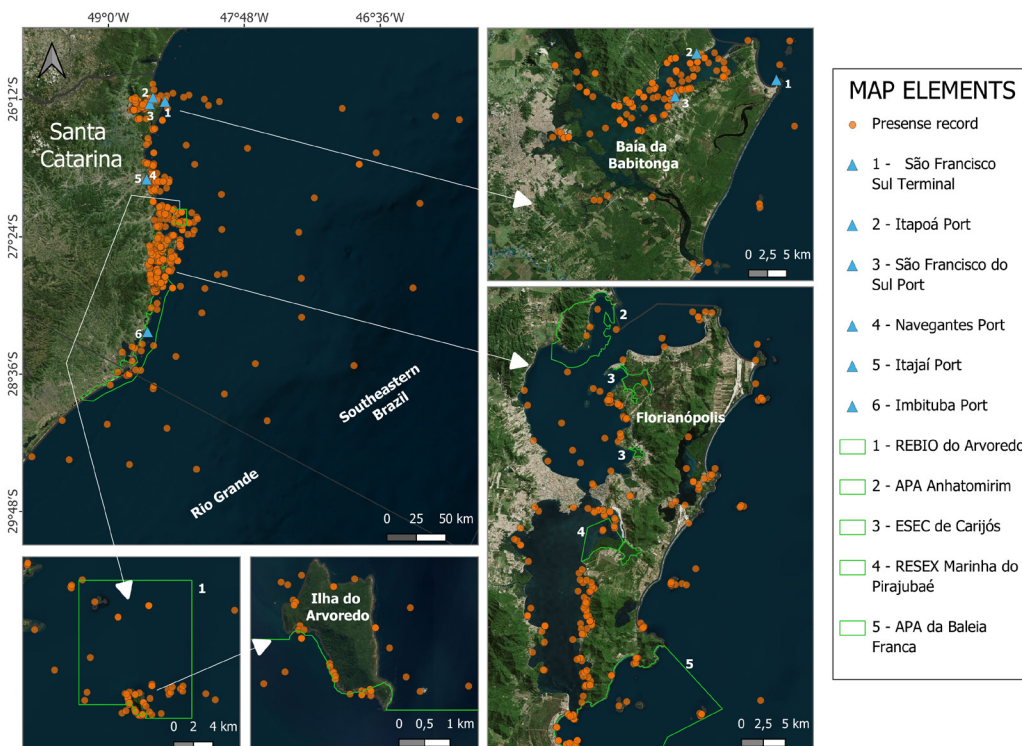 49°0'W
47°48'W
46°36'W
26°12'S
27°24'S
28°36'S
29°48'S
Santa
Catarina
2
3
1
5
4
6
Southeastern
Brazil
Rio Grande
0 25 50 km
2
1
3
Baía da
Babitonga
0 2,5 5 km
2
3
Florianópolis
3
4
5
0 2,5 5 km
1
0 2 4 km
Ilha do
Arvoredo
0 0,5 1 km
MAP ELEMENTS
Presense record
1 - São Francisco
Sul Terminal
2 - Itapoá Port
3 - São Francisco do
Sul Port
4 - Navegantes Port
5 - Itajaí Port
6 - Imbituba Port
1 - REBIO do Arvoredo
2 - APA Anhatomirim
3 - ESEC de Carijós
4 - RESEX Marinha do
Pirajubaé
5 - APA da Baleia
Franca